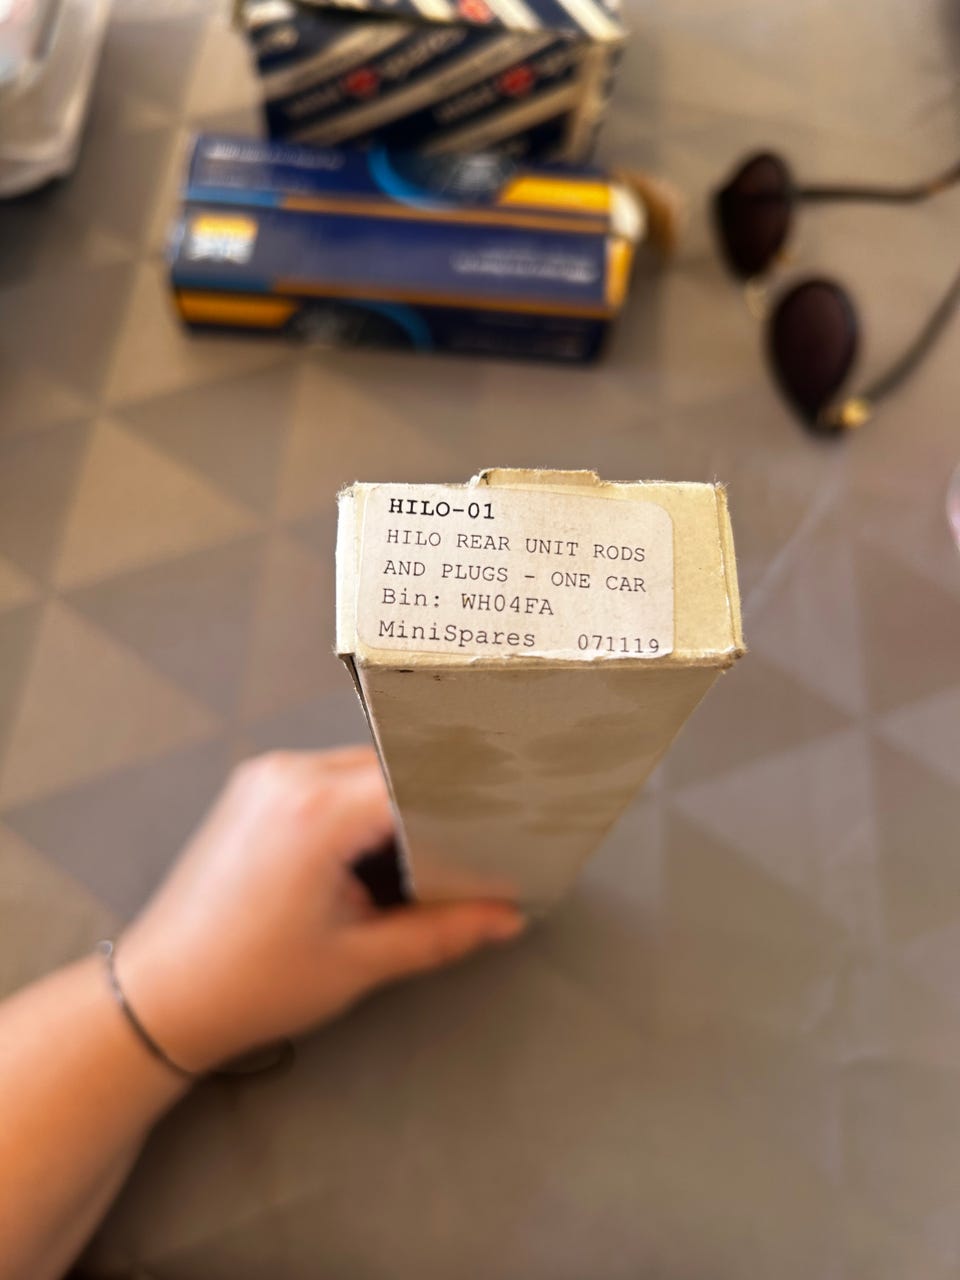 HILO-01
HILO REAR UNIT RODS
AND PLUGS - ONE CAR
Bin: WH04FA
MiniSpares 071119